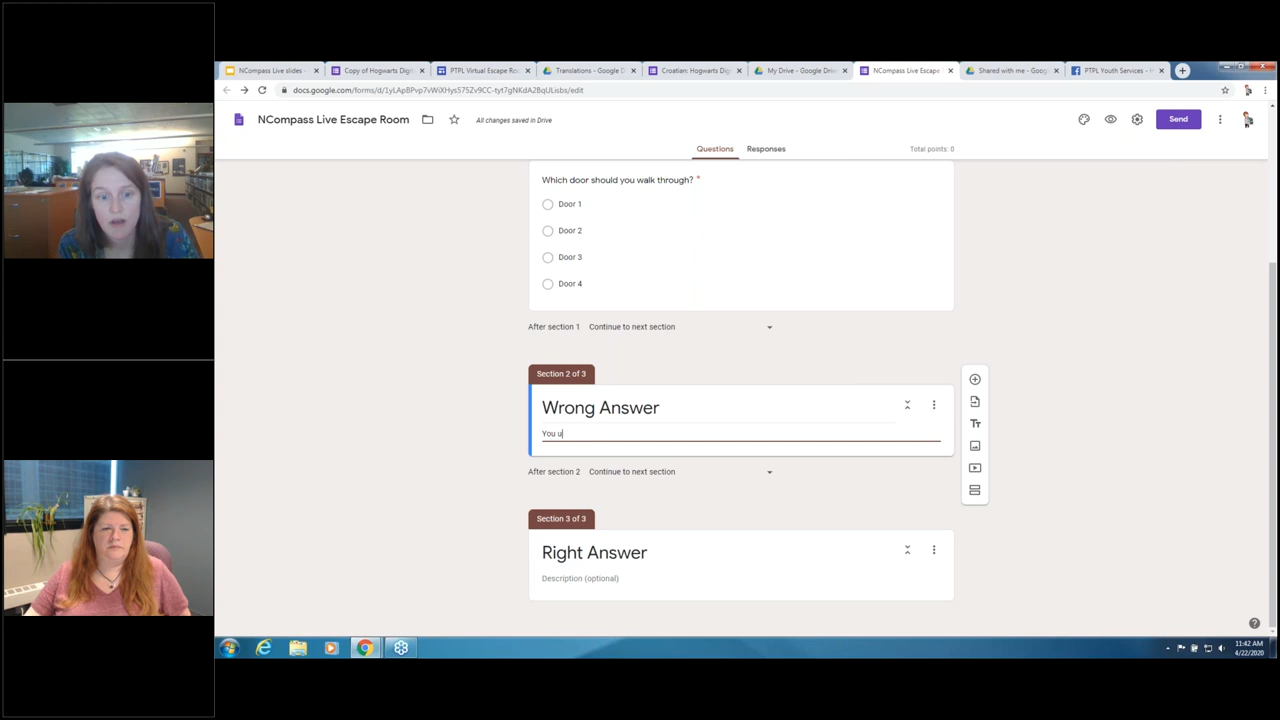 NCompass Live slides -
Copy of Hogwarts Digi
PTPL Virtual Escape Ro
Translations - Google D
Croatian: Hogwarts Digi
My Drive - Google Driv
NCompass Live Escape
Shared with me - Goog
PTPL Youth Services - H
docs.google.com/forms/d/1yLApBPvp7vWiXHys575Zv9CC-tyt7gNKdA2BqULisbs/edit
NCompass Live Escape Room
All changes saved in Drive
Send
Questions
Responses
Total points: 0
Which door should you walk through? *
Door 1
Door 2
Door 3
Door 4
After section 1 Continue to next section
Section 2 of 3
Wrong Answer
You u
After section 2 Continue to next section
Section 3 of 3
Right Answer
Description (optional)
11:42 AM
4/22/2020